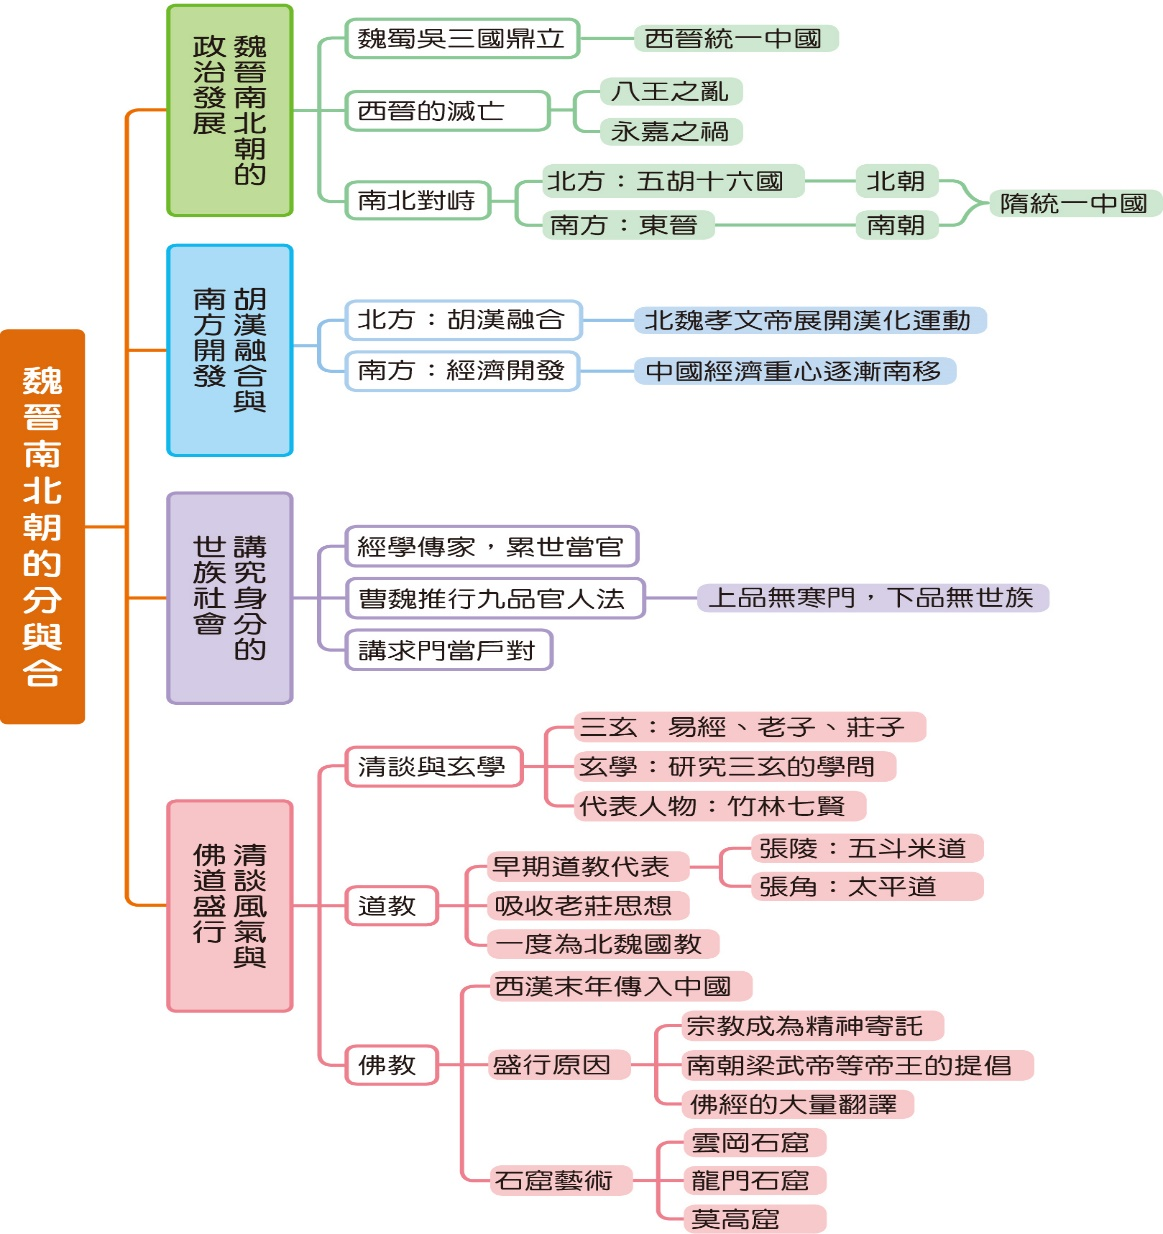 魏晉南北朝的分與合
魏晉南北朝的
政治發展
魏蜀吳三國鼎立
西晉統一中國
西晉的滅亡
八王之亂
永嘉之禍
南北對峙
北方：五胡十六國
北朝
南方：東晉
南朝
隋統一中國
胡漢融合與
南方開發
北方：胡漢融合
北魏孝文帝展開漢化運動
南方：經濟開發
中國經濟重心逐漸南移
講究身分的
世族社會
經學傳家，累世當官
曹魏推行九品官人法
上品無寒門，下品無世族
講求門當戶對
清談風氣與
佛道盛行
清談與玄學
三玄：易經、老子、莊子
玄學：研究三玄的學問
代表人物：竹林七賢
道教
早期道教代表
張陵：五斗米道
張角：太平道
吸收老莊思想
一度為北魏國教
佛教
西漢末年傳入中國
盛行原因
宗教成為精神寄託
南朝梁武帝等帝王的提倡
佛經的大量翻譯
石窟藝術
雲岡石窟
龍門石窟
莫高窟